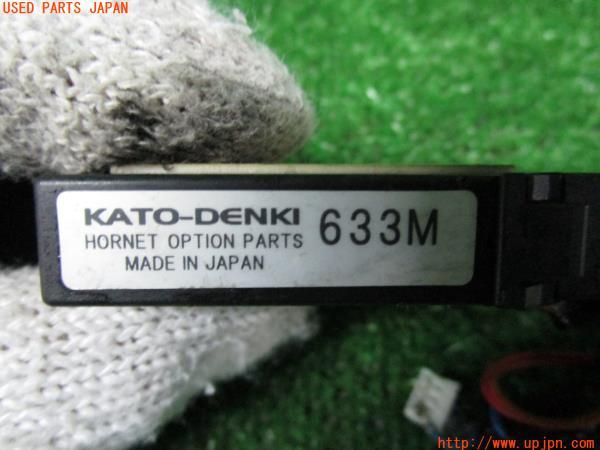 USED PARTS JAPAN
KATO-DENKI 633M
HORNET OPTION PARTS
MADE IN JAPAN
http://www.upjpn.com/